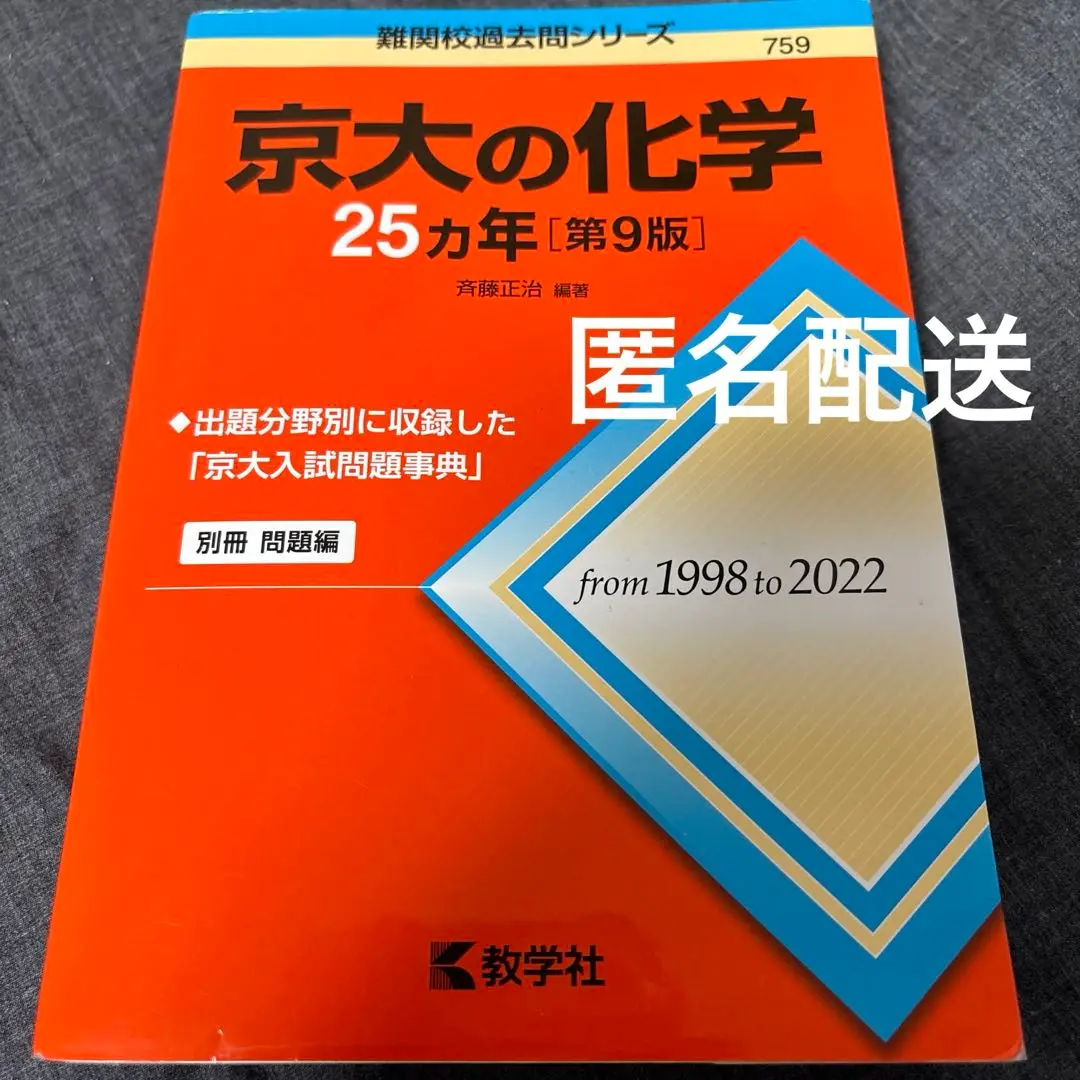 難関校過去問シリーズ
759
京大の化学
25ヵ年［第9版］
斉藤正治 編著
匿名配送
◆出題分野別に収録した
「京大入試問題事典」
別冊 問題編
from 1998 to 2022
教学社